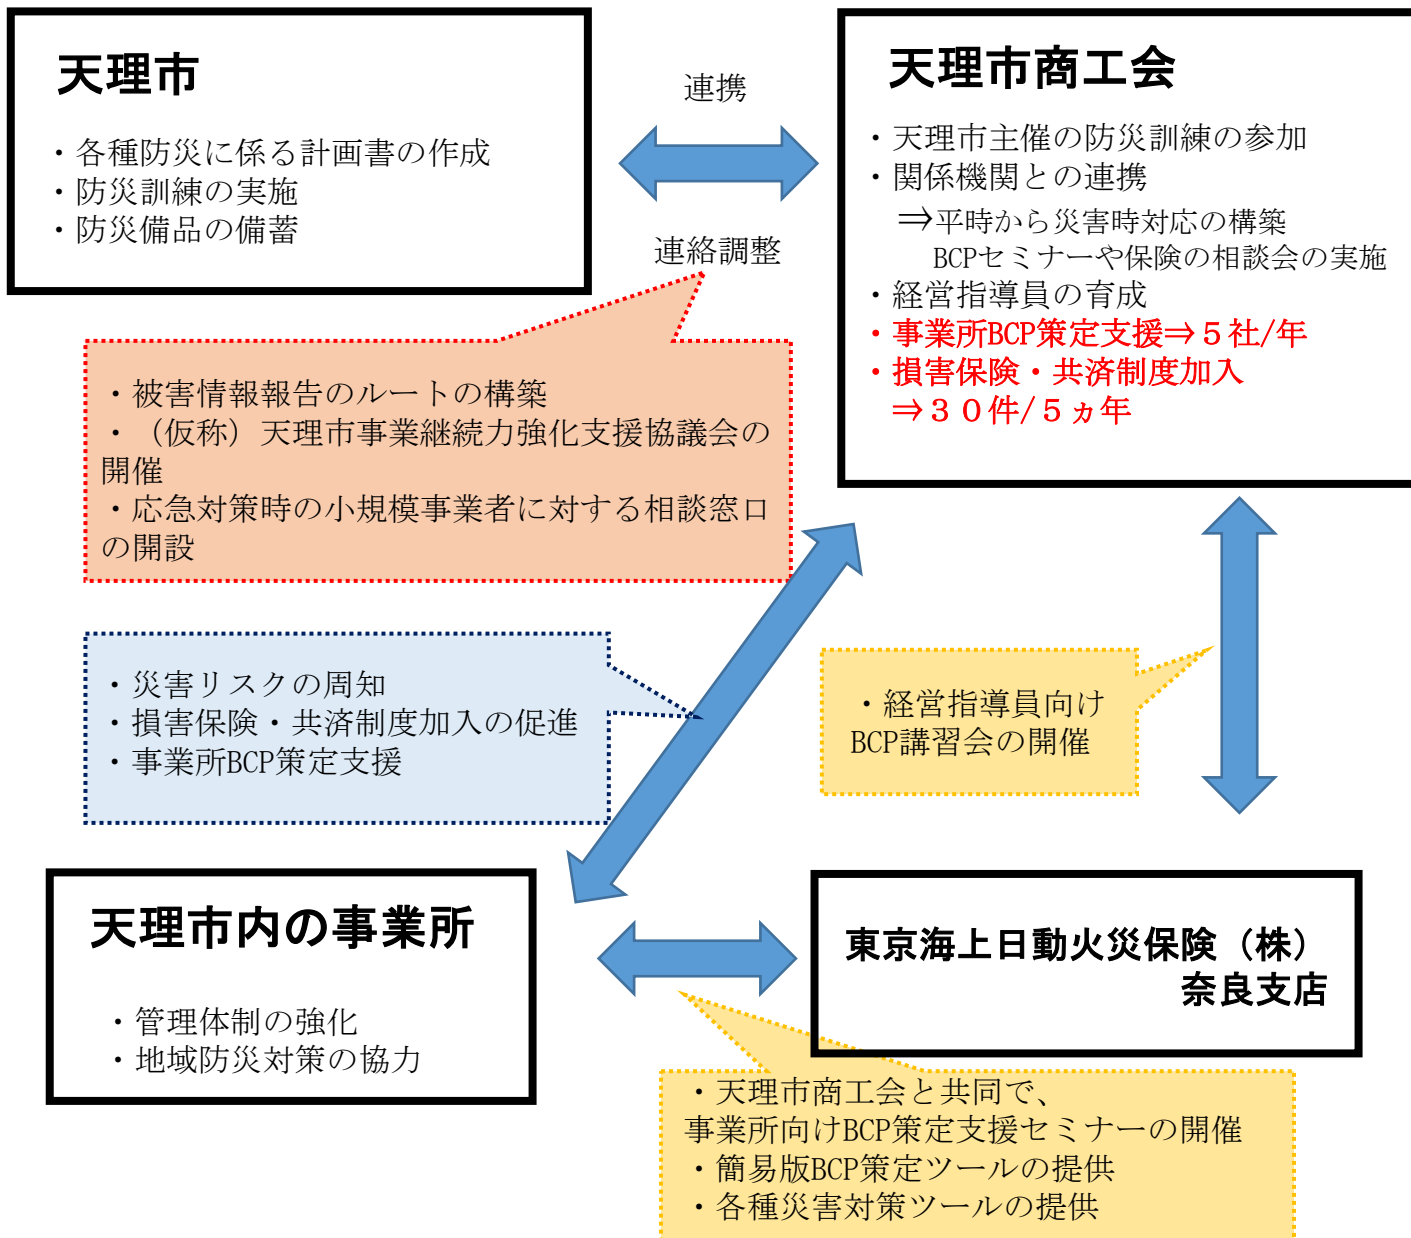 天理市
・各種防災に係る計画書の作成
・防災訓練の実施
・防災備品の備蓄
連携
連絡調整
天理市商工会
・天理市主催の防災訓練の参加
・関係機関との連携
⇒平時から災害時対応の構築
BCPセミナーや保険の相談会の実施
・経営指導員の育成
・事業所BCP策定支援⇒５社/年
・損害保険・共済制度加入
⇒３０件/５ヵ年
・被害情報報告のルートの構築
・（仮称）天理市事業継続力強化支援協議会の
開催
・応急対策時の小規模事業者に対する相談窓口
の開設
・災害リスクの周知
・損害保険・共済制度加入の促進
・事業所BCP策定支援
・経営指導員向け
BCP講習会の開催
天理市内の事業所
・管理体制の強化
・地域防災対策の協力
東京海上日動火災保険（株）
奈良支店
・天理市商工会と共同で、
事業所向けBCP策定支援セミナーの開催
・簡易版BCP策定ツールの提供
・各種災害対策ツールの提供